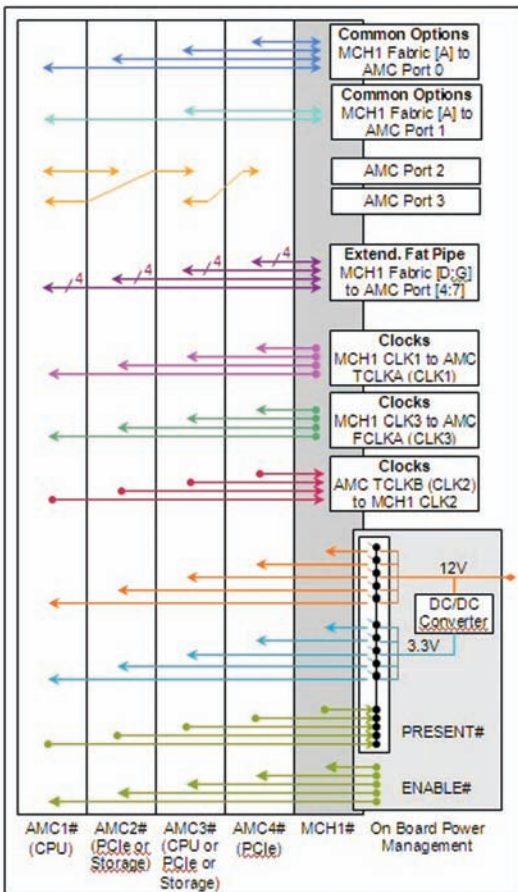 Common Options
MCH1 Fabric [A] to
AMC Port 0
Common Options
MCH1 Fabric [A] to
AMC Port 1
AMC Port 2
AMC Port 3
4
4
4
4
Extend. Fat Pipe
MCH1 Fabric [D:G]
to AMC Port [4:7]
Clocks
MCH1 CLK1 to AMC
TCLKA (CLK1)
Clocks
MCH1 CLK3 to AMC
FCLKA (CLK3)
Clocks
AMC TCLKB (CLK2)
to MCH1 CLK2
12V
DC/DC
Converter
3.3V
PRESENT#
ENABLE#
AMC1#
(CPU)
AMC2#
(PCIe or
Storage)
AMC3#
(CPU or
PCIe or
Storage)
AMC4#
(PCIe)
MCH1#
On Board Power
Management